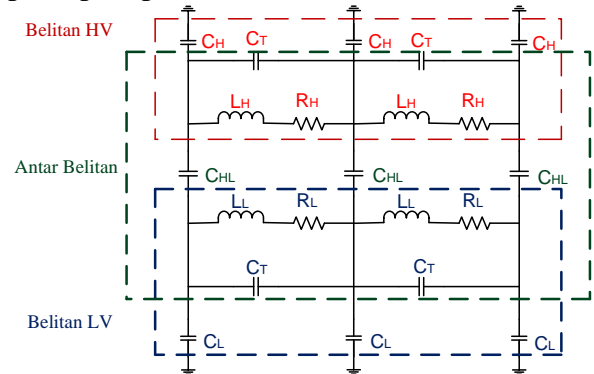 Belitan HV
CH CT CH CT CH
LH RH LH RH
Antar Belitan
CHL CHL CHL
LL RL LL RL
CT CT
Belitan LV
CL CL CL